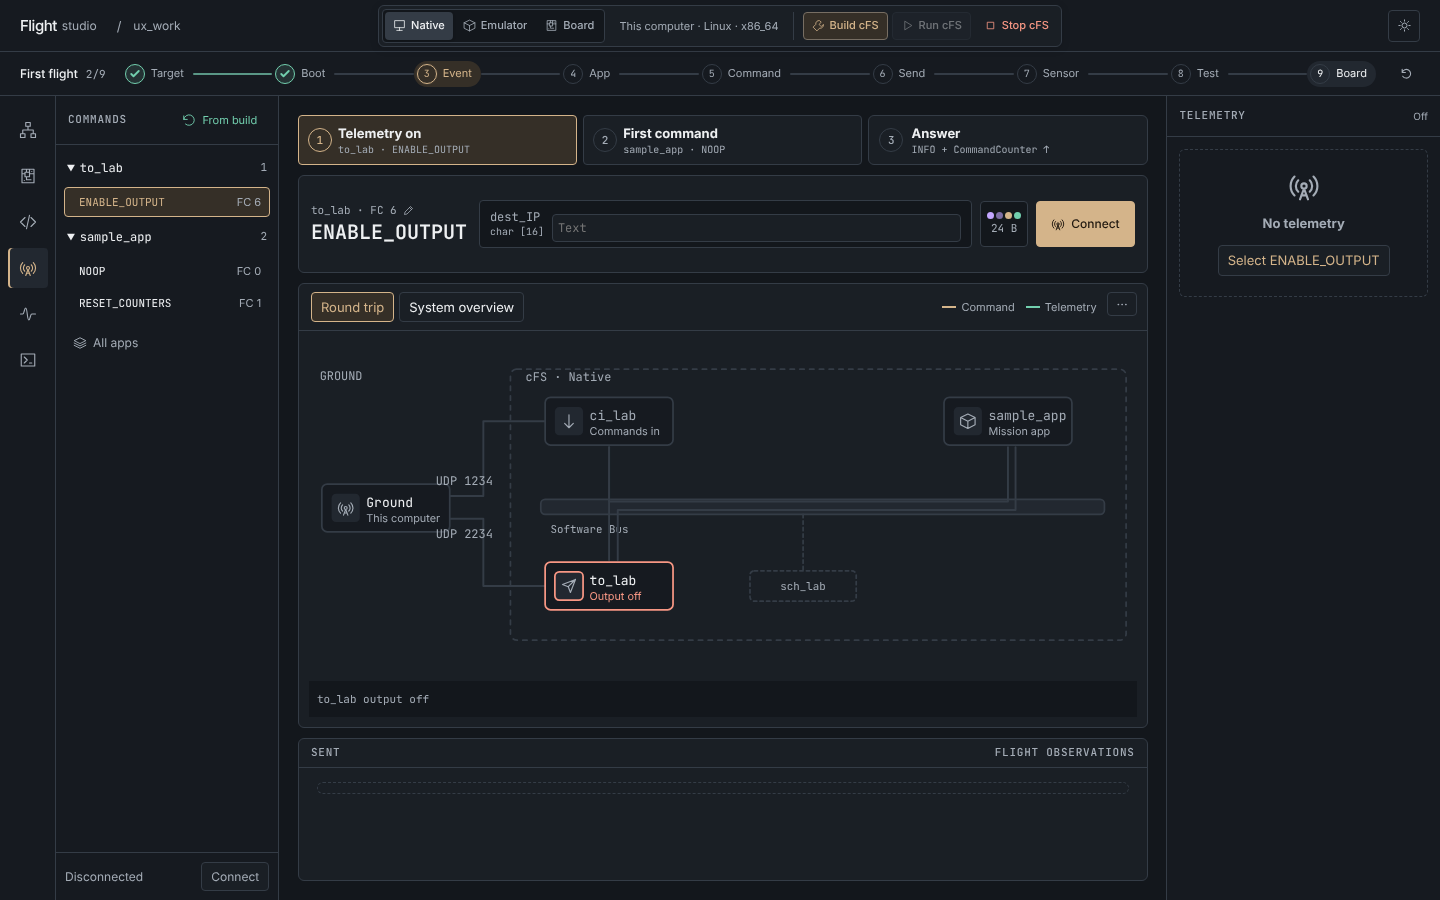 Flight studio / ux_work
Native
Emulator
Board
This computer · Linux · x86_64
Build cFS
Run cFS
Stop cFS
First flight 2/9
Target
Boot
3 Event
4 App
5 Command
6 Send
7 Sensor
8 Test
9 Board
COMMANDS
From build
to_lab 1
ENABLE_OUTPUT FC 6
sample_app 2
NOOP FC 0
RESET_COUNTERS FC 1
All apps
Disconnected
Connect
1 Telemetry on
to_lab · ENABLE_OUTPUT
2 First command
sample_app · NOOP
3 Answer
INFO + CommandCounter ↑
to_lab · FC 6
ENABLE_OUTPUT
dest_IP
char [16]
Text
24 B
Connect
Round trip
System overview
Command
Telemetry
...
GROUND
cFS · Native
ci_lab
Commands in
sample_app
Mission app
UDP 1234
Ground
This computer
UDP 2234
Software Bus
to_lab
Output off
sch_lab
to_lab output off
SENT
FLIGHT OBSERVATIONS
TELEMETRY
Off
No telemetry
Select ENABLE_OUTPUT